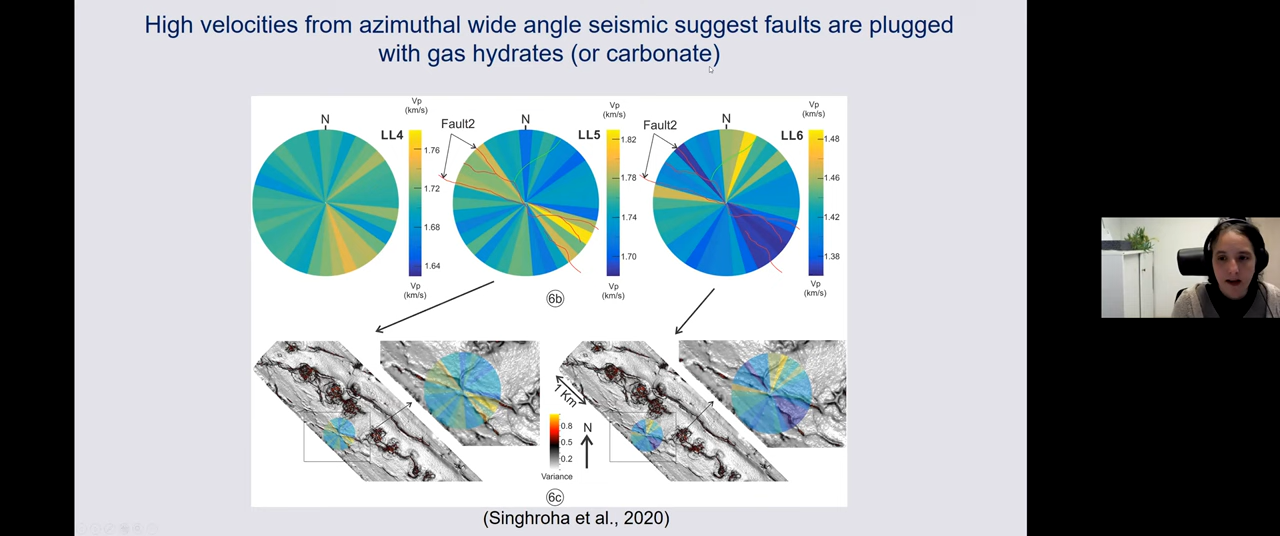 High velocities from azimuthal wide angle seismic suggest faults are plugged
with gas hydrates (or carbonate)
Vp
(km/s)
N
LL4
1.76
1.72
1.68
1.64
Vp
(km/s)
Fault2
N
LL5
Vp
(km/s)
1.82
1.78
1.74
1.70
Vp
(km/s)
Fault2
N
LL6
Vp
(km/s)
1.48
1.46
1.42
1.38
Vp
(km/s)
6b
1 Km
N
0.8
0.5
0.2
Variance
6c
(Singhroha et al., 2020)